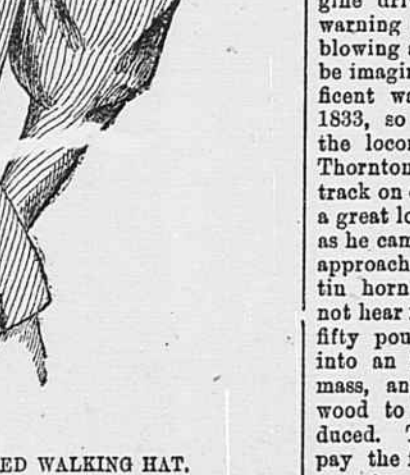 ED WALKING HAT.
gine dri
warning
blowing a
be imagin
ficent wa
1833, so
the locor
Thornton
track on
a great lo
as he cam
approach
tin horn
not hear
fifty pou
into an
mass, an
wood to
duced. T
pay the